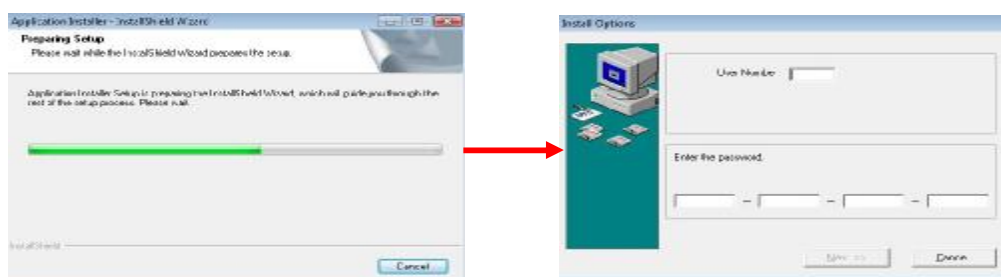 Application Installer - InstallShield Wizard
Preparing Setup
Please wait while the InstallShield Wizard prepares the setup.
Application Installer Setup is preparing the InstallShield Wizard, which will guide you through the
rest of the setup process. Please wait.
InstallShield
Cancel
Install Options
User Number
Enter the password.
- - -
Next >>
Cancel